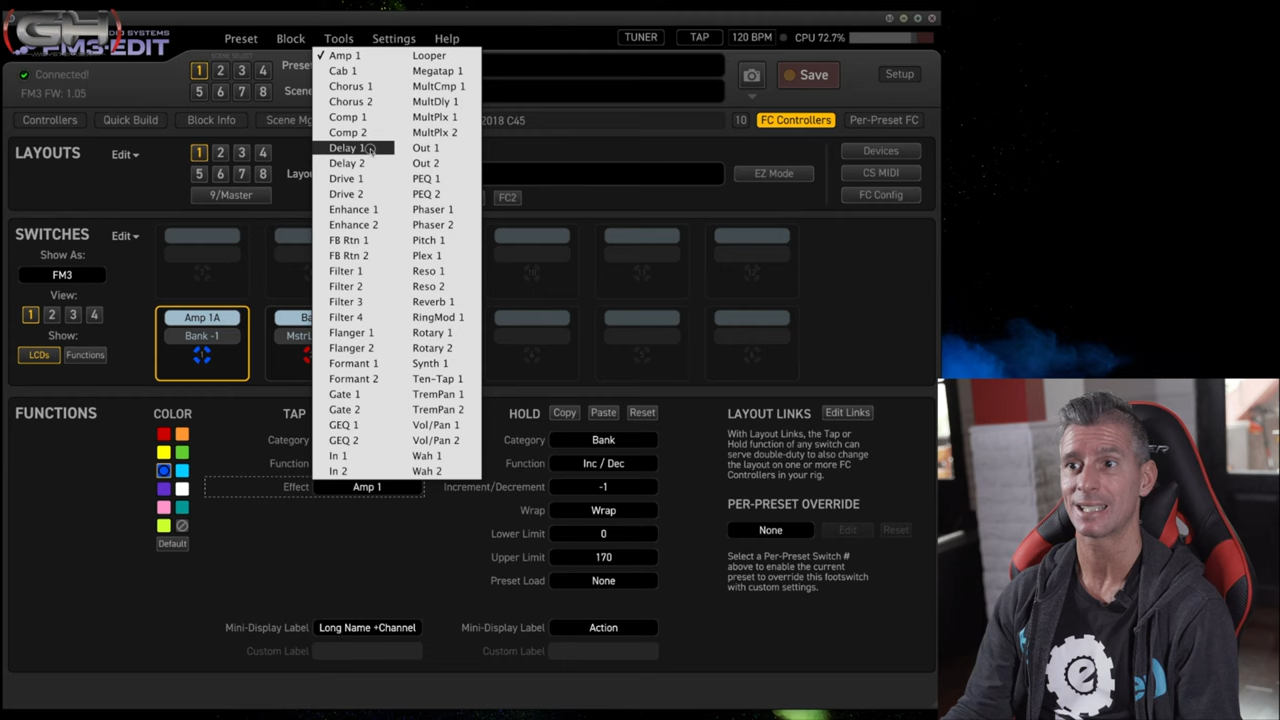 GH
AUDIO SYSTEMS
FM3-EDIT
Preset Block Tools Settings Help
TUNER TAP 120 BPM CPU 72.7%
Connected!
FM3 FW: 1.05
1 2 3 4
5 6 7 8
Prese
Scene
Save
Setup
Controllers Quick Build Block Info Scene M 2018 C45 10 FC Controllers Per-Preset FC
LAYOUTS Edit
1 2 3 4
5 6 7 8
9/Master
Layou
EZ Mode
FC2
Devices
CS MIDI
FC Config
SWITCHES Edit
Show As:
FM3
View:
1 2 3 4
Show:
LCDs Functions
Amp 1A
Bank -1
1
Ba
MstrL
✓ Amp 1
Cab 1
Chorus 1
Chorus 2
Comp 1
Comp 2
Delay 1
Delay 2
Drive 1
Drive 2
Enhance 1
Enhance 2
FB Rtn 1
FB Rtn 2
Filter 1
Filter 2
Filter 3
Filter 4
Flanger 1
Flanger 2
Formant 1
Formant 2
Gate 1
Gate 2
GEQ 1
GEQ 2
In 1
In 2
Looper
Megatap 1
MultCmp 1
MultDly 1
MultPlx 1
MultPlx 2
Out 1
Out 2
PEQ 1
PEQ 2
Phaser 1
Phaser 2
Pitch 1
Plex 1
Reso 1
Reso 2
Reverb 1
RingMod 1
Rotary 1
Rotary 2
Synth 1
Ten-Tap 1
TremPan 1
TremPan 2
Vol/Pan 1
Vol/Pan 2
Wah 1
Wah 2
FUNCTIONS
COLOR
Default
TAP
Category
Function
Effect Amp 1
Mini-Display Label Long Name +Channel
Custom Label
HOLD Copy Paste Reset
Category Bank
Function Inc / Dec
Increment/Decrement -1
Wrap Wrap
Lower Limit 0
Upper Limit 170
Preset Load None
Mini-Display Label Action
Custom Label
LAYOUT LINKS Edit Links
With Layout Links, the Tap or
Hold function of any switch can
serve double-duty to also change
the layout on one or more FC
Controllers in your rig.
PER-PRESET OVERRIDE
None Edit Reset
Select a Per-Preset Switch #
above to enable the current
preset to override this footswitch
with custom settings.